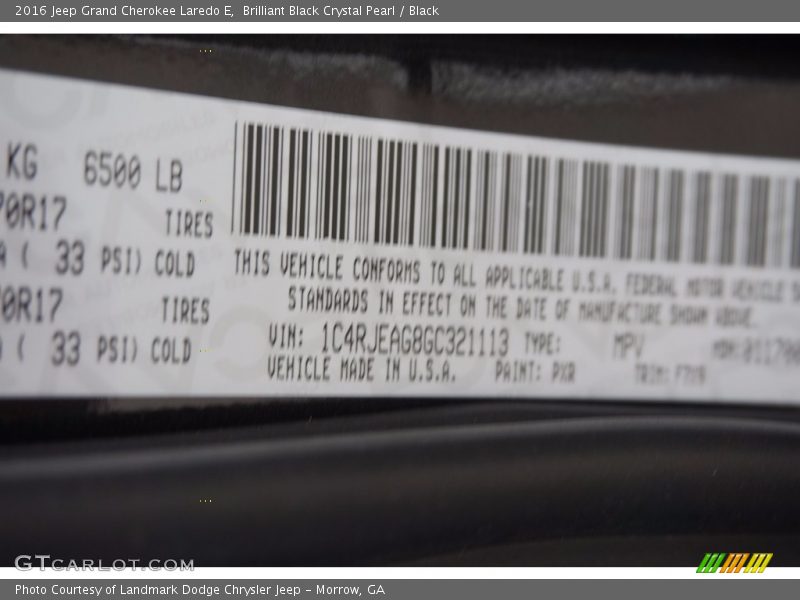 2016 Jeep Grand Cherokee Laredo E, Brilliant Black Crystal Pearl / Black
KG 6500 LB
70R17 TIRES
( 33 PSI) COLD
70R17 TIRES
( 33 PSI) COLD
THIS VEHICLE CONFORMS TO ALL APPLICABLE U.S.A. FEDERAL MOTOR VEHICLE
STANDARDS IN EFFECT ON THE DATE OF MANUFACTURE SHOWN ABOVE.
VIN: 1C4RJEAG8GC321113 TYPE: MPV
VEHICLE MADE IN U.S.A. PAINT: PXR TRIM:
GTCARLOT.COM
Photo Courtesy of Landmark Dodge Chrysler Jeep – Morrow, GA